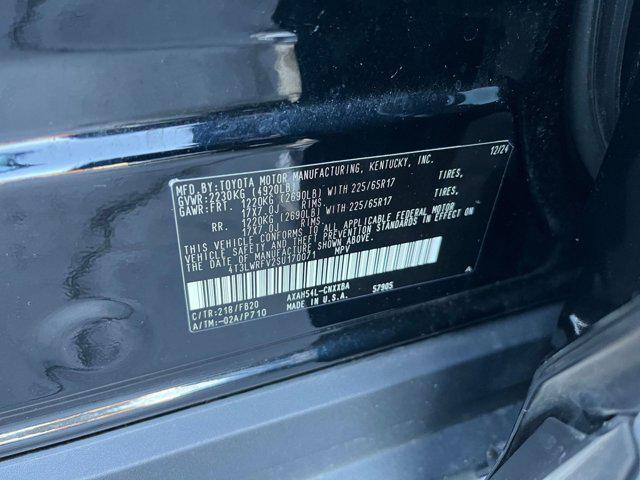 MFD. BY: TOYOTA MOTOR MANUFACTURING, KENTUCKY, INC. 12/24
GVWR: 2230KG (4920LB)
GAWR: FRT. 1220KG (2690LB) WITH 225/65R17 TIRES,
17X7.0J RIMS
RR. 1220KG (2690LB) WITH 225/65R17 TIRES,
17X7.0J RIMS
THIS VEHICLE CONFORMS TO ALL APPLICABLE FEDERAL MOTOR
VEHICLE SAFETY AND THEFT PREVENTION STANDARDS IN EFFECT
ON THE DATE OF MANUFACTURE SHOWN ABOVE.
4T3LWRFV2SU170071 MPV
C/TR: 218/FB20 AXAH54L-CNXXBA 57905
A/TM: -02A/P710 MADE IN U.S.A. A